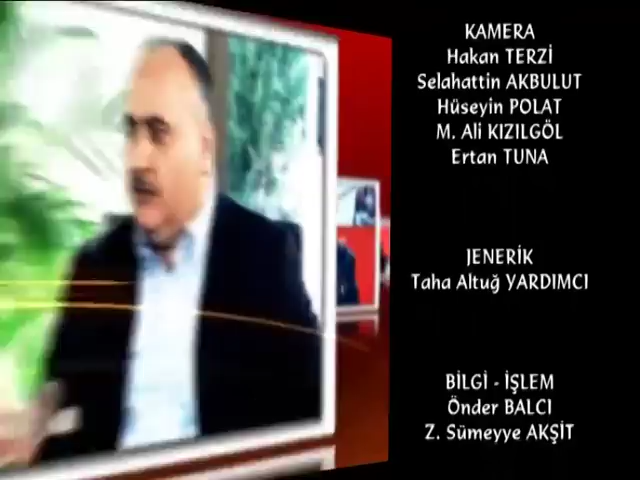 KAMERA
Hakan TERZİ
Selahattin AKBULUT
Hüseyin POLAT
M. Ali KIZILGÖL
Ertan TUNA
JENERİK
Taha Altuğ YARDIMCI
BİLGİ - İŞLEM
Önder BALCI
Z. Sümeyye AKŞİT